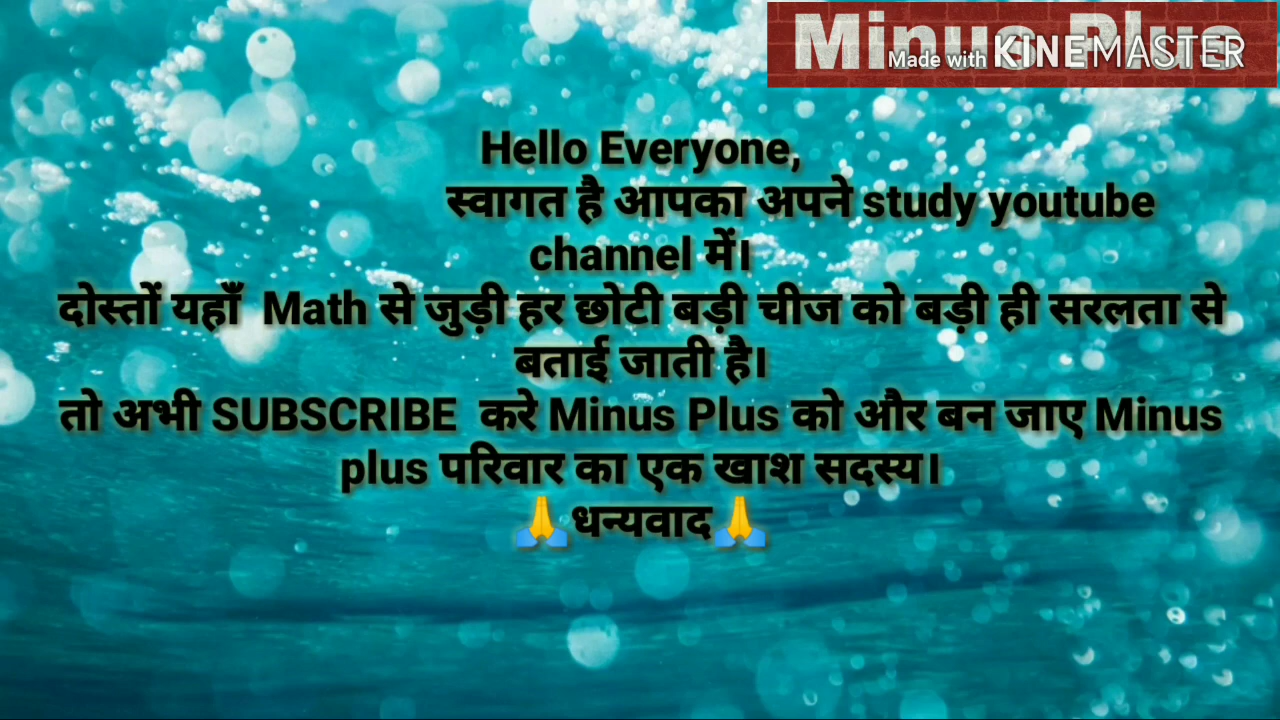 Minus Plus
Made with KINEMASTER
Hello Everyone,
स्वागत है आपका अपने study youtube
channel में।
दोस्तों यहाँ Math से जुड़ी हर छोटी बड़ी चीज को बड़ी ही सरलता से
बताई जाती है।
तो अभी SUBSCRIBE करे Minus Plus को और बन जाए Minus
plus परिवार का एक खाश सदस्य।
🙏धन्यवाद🙏